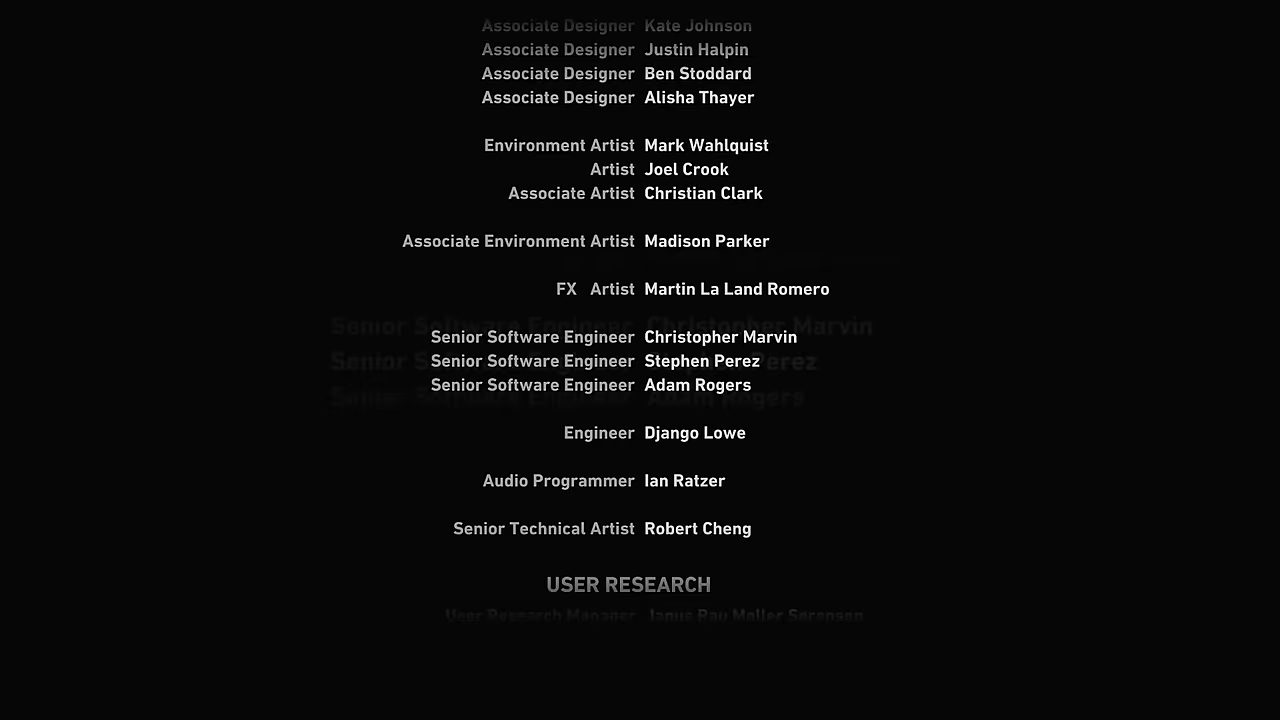 Associate Designer Kate Johnson
Associate Designer Justin Halpin
Associate Designer Ben Stoddard
Associate Designer Alisha Thayer
Environment Artist Mark Wahlquist
Artist Joel Crook
Associate Artist Christian Clark
Associate Environment Artist Madison Parker
FX Artist Martin La Land Romero
Senior Software Engineer Christopher Marvin
Senior Software Engineer Stephen Perez
Senior Software Engineer Adam Rogers
Engineer Django Lowe
Audio Programmer Ian Ratzer
Senior Technical Artist Robert Cheng
USER RESEARCH
User Research Manager